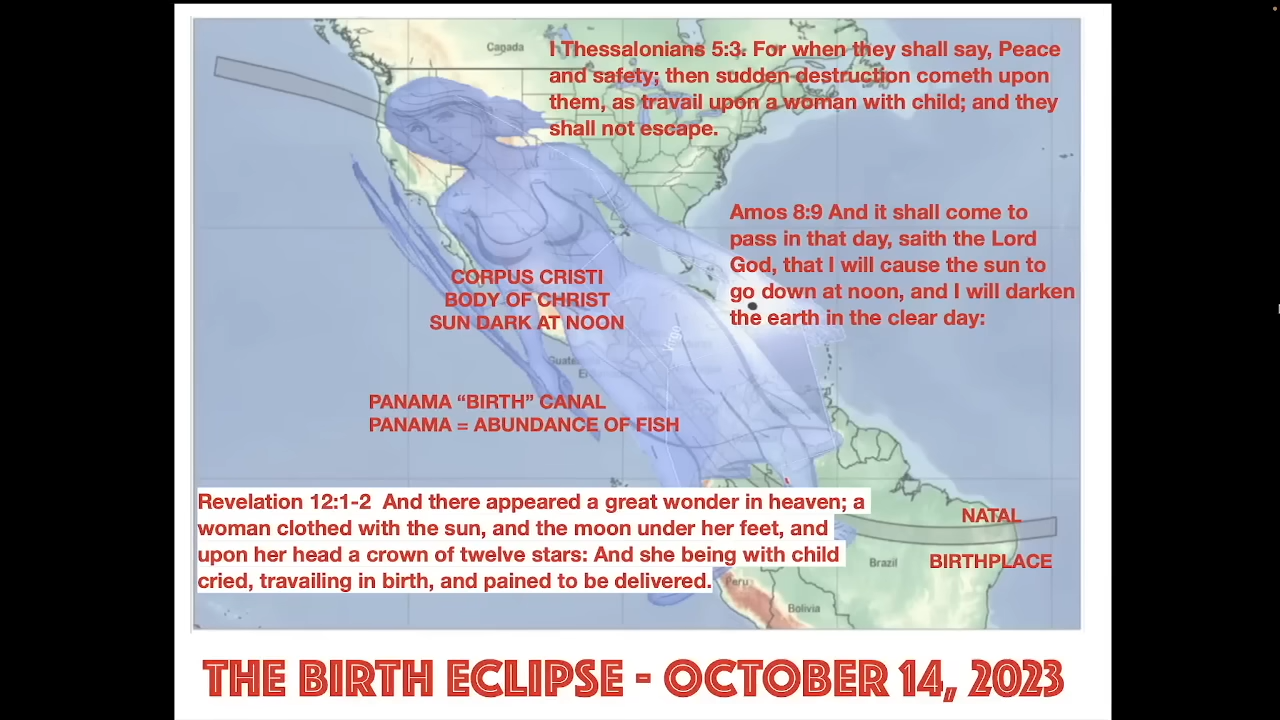 Canada
I Thessalonians 5:3. For when they shall say, Peace
and safety; then sudden destruction cometh upon
them, as travail upon a woman with child; and they
shall not escape.
Amos 8:9 And it shall come to
pass in that day, saith the Lord
God, that I will cause the sun to
go down at noon, and I will darken
the earth in the clear day:
CORPUS CRISTI
BODY OF CHRIST
SUN DARK AT NOON
Virgo
PANAMA “BIRTH” CANAL
PANAMA = ABUNDANCE OF FISH
Revelation 12:1-2 And there appeared a great wonder in heaven; a
woman clothed with the sun, and the moon under her feet, and
upon her head a crown of twelve stars: And she being with child
cried, travailing in birth, and pained to be delivered.
NATAL
BIRTHPLACE
Brazil
Peru
Bolivia
THE BIRTH ECLIPSE - OCTOBER 14, 2023